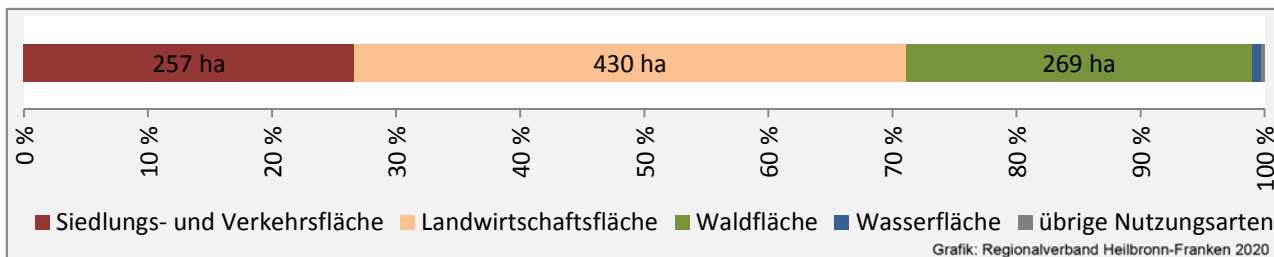 257 ha 430 ha 269 ha
0 % 10 % 20 % 30 % 40 % 50 % 60 % 70 % 80 % 90 % 100 %
Siedlungs- und Verkehrsfläche Landwirtschaftsfläche Waldfläche Wasserfläche übrige Nutzungsarten
Grafik: Regionalverband Heilbronn-Franken 2020